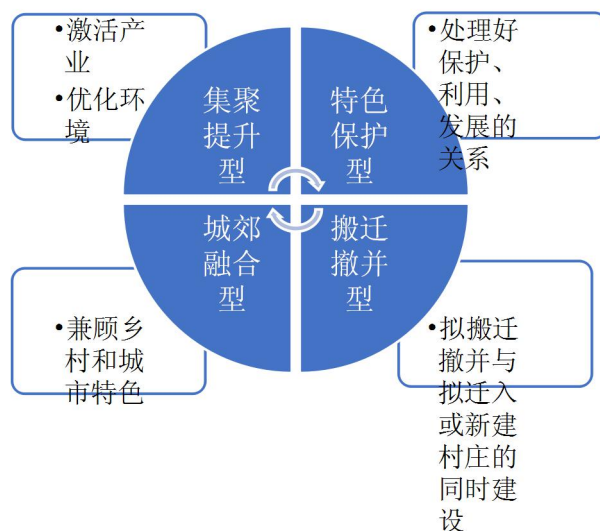 •激活产
业
•优化环
境
集聚
提升
型
特色
保护
型
•处理好
保护、
利用、
发展的
关系
城郊
融合
型
搬迁
撤并
型
•兼顾乡
村和城
市特色
•拟搬迁
撤并与
拟迁入
或新建
村庄的
同时建
设